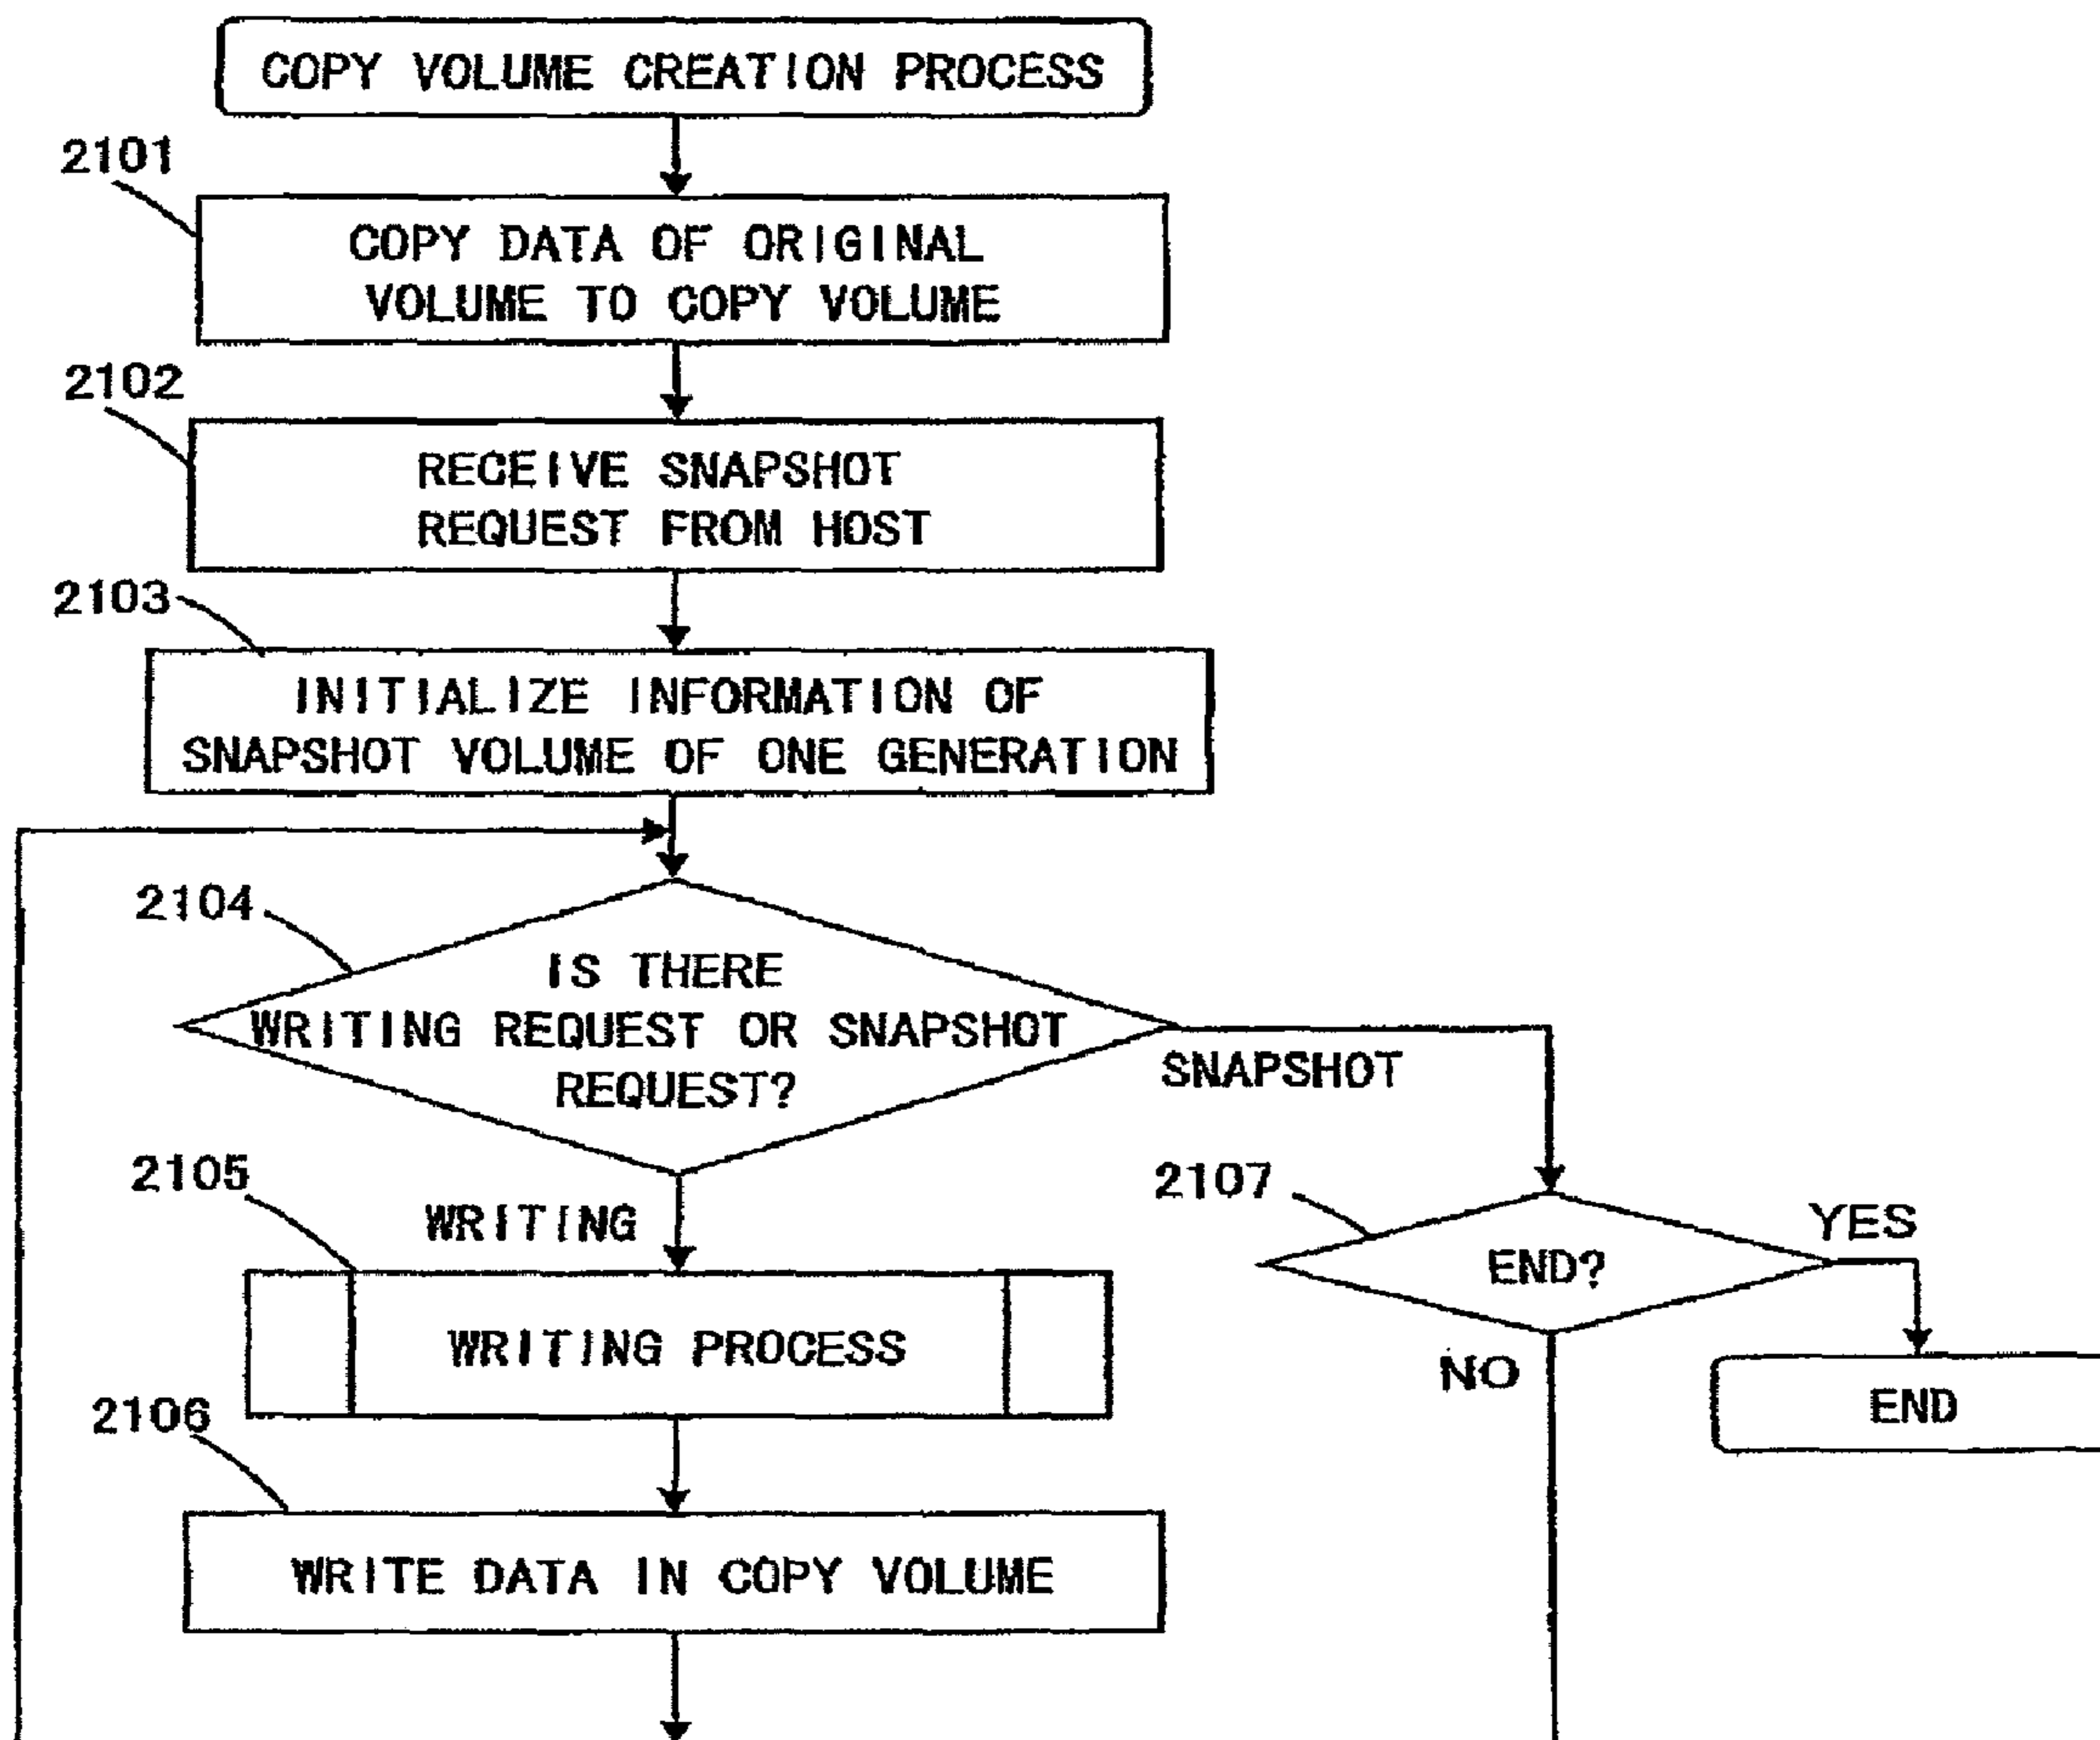 COPY VOLUME CREATION PROCESS
2101
COPY DATA OF ORIGINAL
VOLUME TO COPY VOLUME
2102
RECEIVE SNAPSHOT
REQUEST FROM HOST
2103
INITIALIZE INFORMATION OF
SNAPSHOT VOLUME OF ONE GENERATION
2104
IS THERE
WRITING REQUEST OR SNAPSHOT
REQUEST?
SNAPSHOT
2105
WRITING
2107
END?
YES
NO
END
WRITING PROCESS
2106
WRITE DATA IN COPY VOLUME